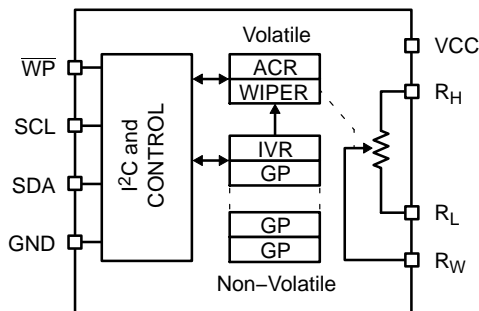 Volatile
VCC
WP
ACR
WIPER
R_H
SCL
I²C and
CONTROL
IVR
GP
SDA
GP
GP
R_L
GND
R_W
Non–Volatile